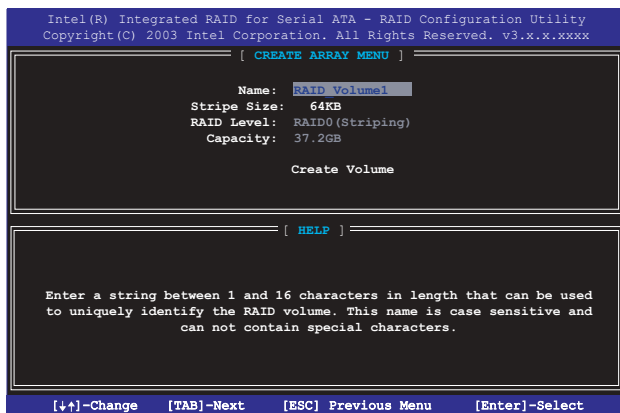 Intel(R) Integrated RAID for Serial ATA - RAID Configuration Utility
Copyright(C) 2003 Intel Corporation. All Rights Reserved. v3.x.x.xxxx
[ CREATE ARRAY MENU ]
Name: RAID_Volume1
Stripe Size: 64KB
RAID Level: RAID0(Striping)
Capacity: 37.2GB
Create Volume
[ HELP ]
Enter a string between 1 and 16 characters in length that can be used
to uniquely identify the RAID volume. This name is case sensitive and
can not contain special characters.
[↓↑]-Change [TAB]-Next [ESC] Previous Menu [Enter]-Select